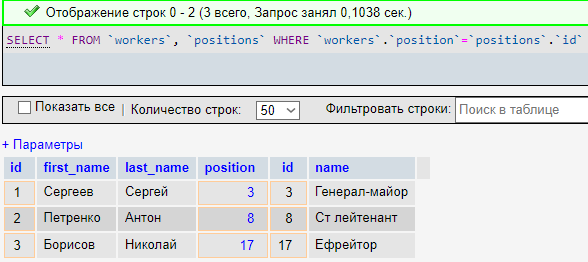 Отображение строк 0 - 2 (3 всего, Запрос занял 0,1038 сек.)
SELECT * FROM `workers`, `positions` WHERE `workers`.`position`=`positions`.`id`
Показать все | Количество строк: 50 Фильтровать строки: Поиск в таблице
+ Параметры
id first_name last_name position id name
1 Сергеев Сергей 3 3 Генерал-майор
2 Петренко Антон 8 8 Ст лейтенант
3 Борисов Николай 17 17 Ефрейтор